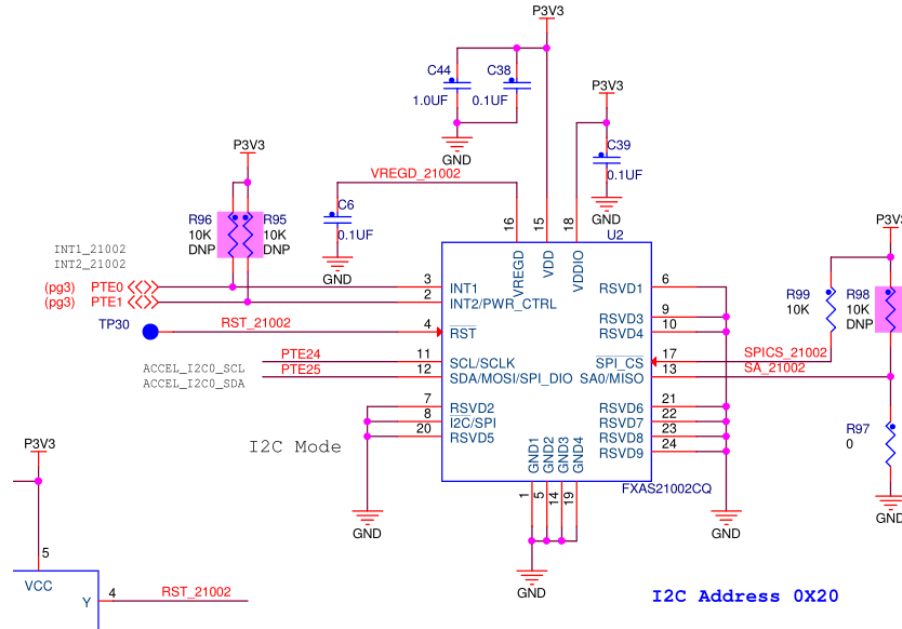 P3V3
C44
1.0UF
C38
0.1UF
P3V3
C39
0.1UF
GND
GND
P3V3
VREGD_21002
C6
0.1UF
GND
R96
10K
DNP
R95
10K
DNP
INT1_21002
INT2_21002
(pg3) PTE0
(pg3) PTE1
TP30
RST_21002
PTE24
ACCEL_I2C0_SCL
PTE25
ACCEL_I2C0_SDA
I2C Mode
GND
U2
16
15
18
VREGD
VDD
VDDIO
3 INT1
2 INT2/PWR_CTRL
4 RST
11 SCL/SCLK
12 SDA/MOSI/SPI_DIO
7 RSVD2
8 I2C/SPI
20 RSVD5
RSVD1 6
RSVD3 9
RSVD4 10
SPI_CS 17
SA0/MISO 13
RSVD6 21
RSVD7 22
RSVD8 23
RSVD9 24
GND1
GND2
GND3
GND4
1
5
14
19
FXAS21002CQ
GND
GND
P3V3
R99
10K
R98
10K
DNP
SPICS_21002
SA_21002
R97
0
GND
P3V3
5
VCC
Y
4
RST_21002
I2C Address 0X20